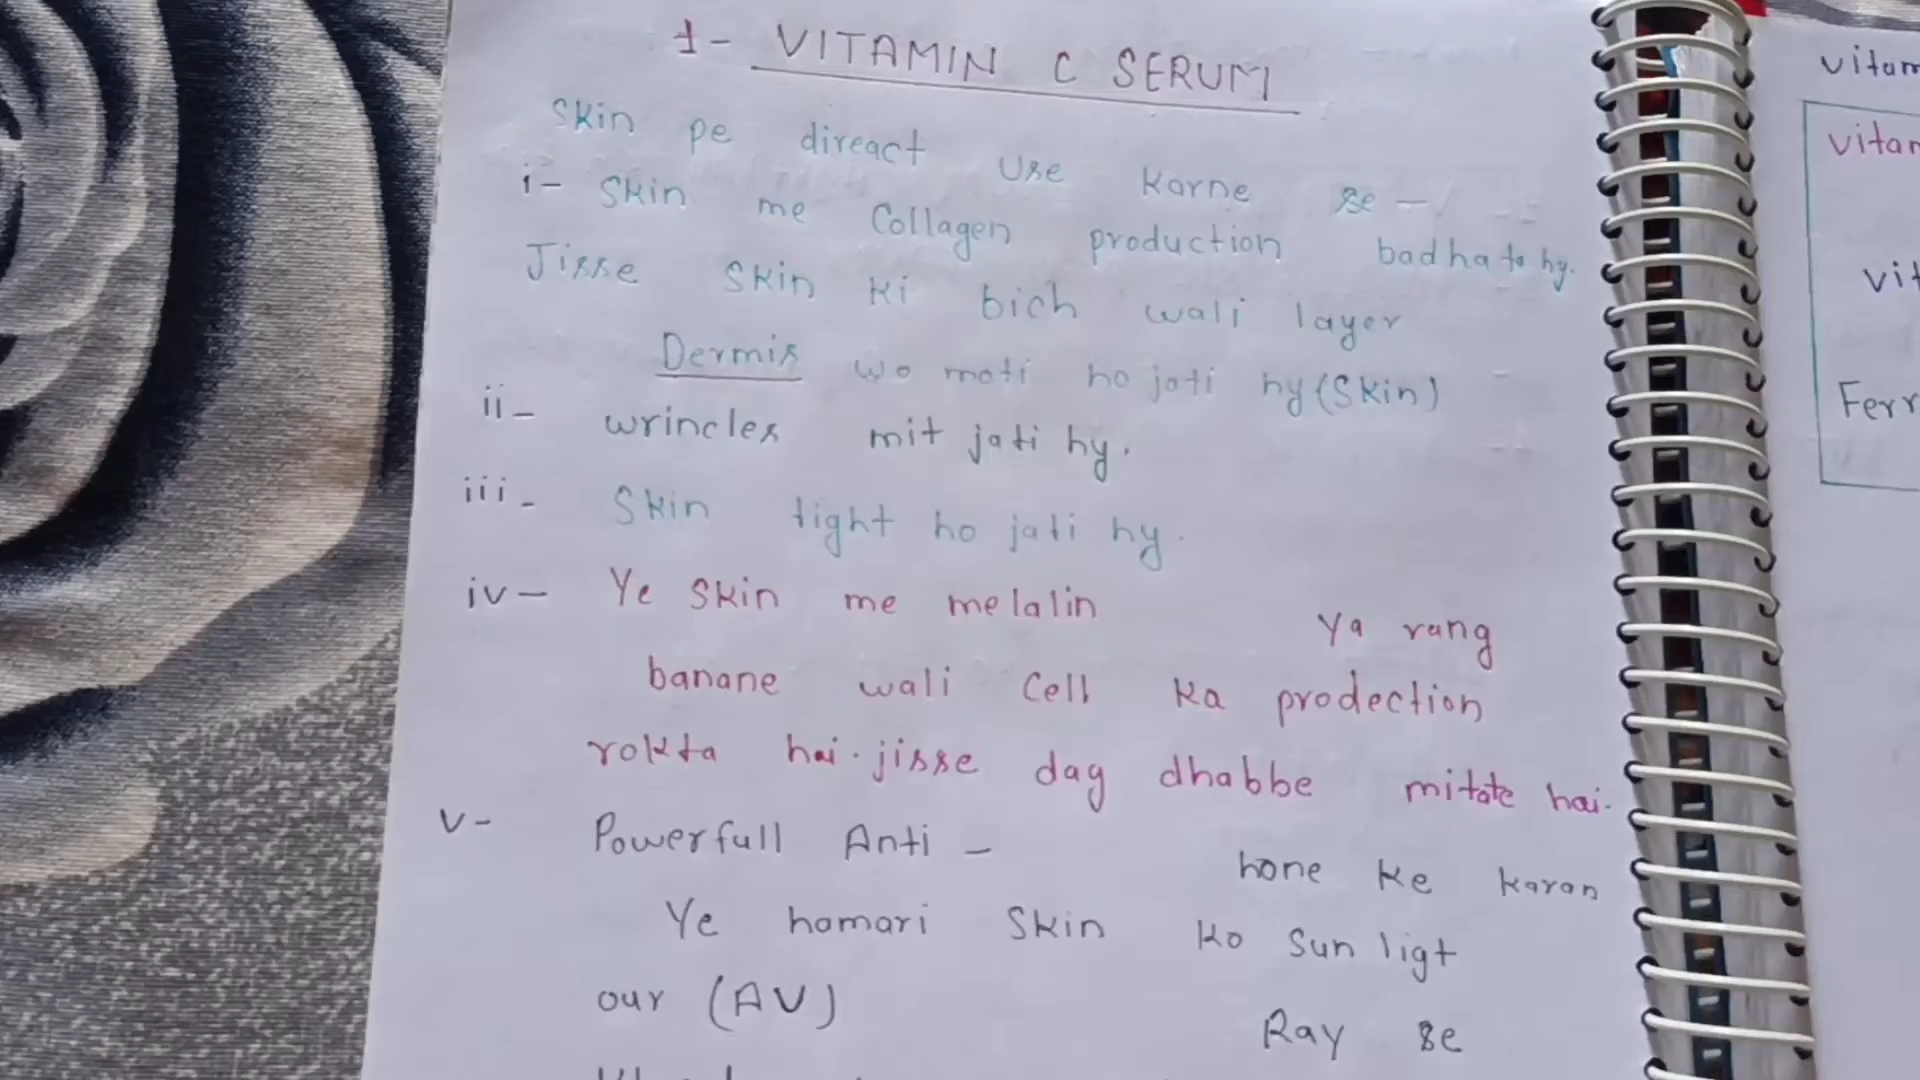 1- VITAMIN C SERUM
Skin pe direact Use Karne se -
i- Skin me Collagen production badhata hy.
Jisse Skin Ki bich wali layer
Dermis wo moti ho jati hy (Skin)
ii- wrincles mit jati hy.
iii- Skin tight ho jati hy.
iv- Ye Skin me melalin Ya rang
banane wali Cell Ka prodection
rokta hai. jisse dag dhabbe mitate hai.
v- Powerfull Anti - hone Ke Karan
Ye hamari Skin Ko Sun ligt
our (AV) Ray se
vitam
vitam
vit
Ferr